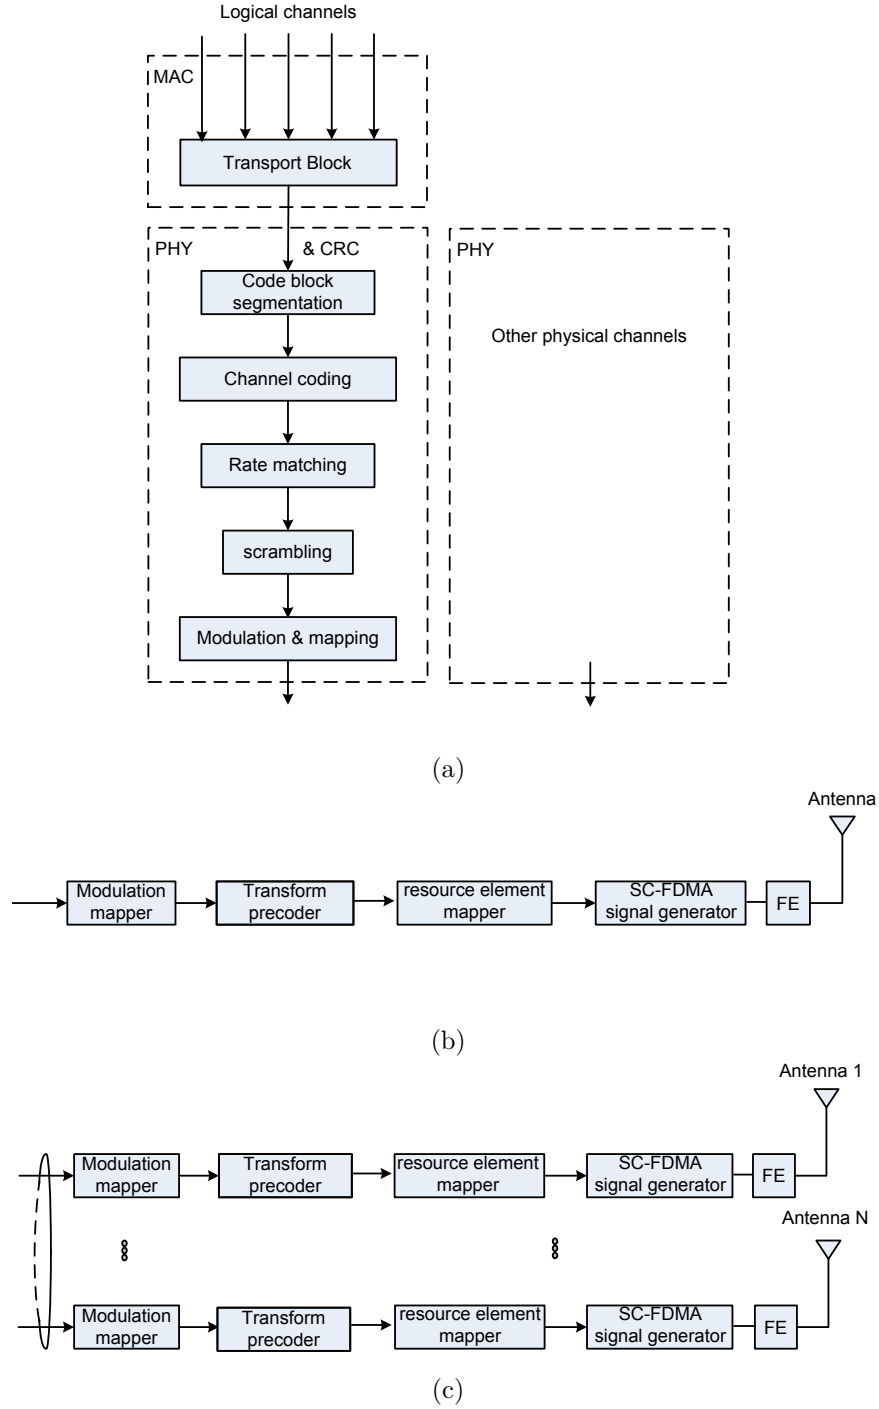 Logical channels
MAC
Transport Block
PHY
& CRC
Code block
segmentation
Channel coding
Rate matching
scrambling
Modulation & mapping
PHY
Other physical channels
(a)
Antenna
Modulation
mapper
Transform
precoder
resource element
mapper
SC-FDMA
signal generator
FE
(b)
Antenna 1
Modulation
mapper
Transform
precoder
resource element
mapper
SC-FDMA
signal generator
FE
Antenna N
Modulation
mapper
Transform
precoder
resource element
mapper
SC-FDMA
signal generator
FE
(c)